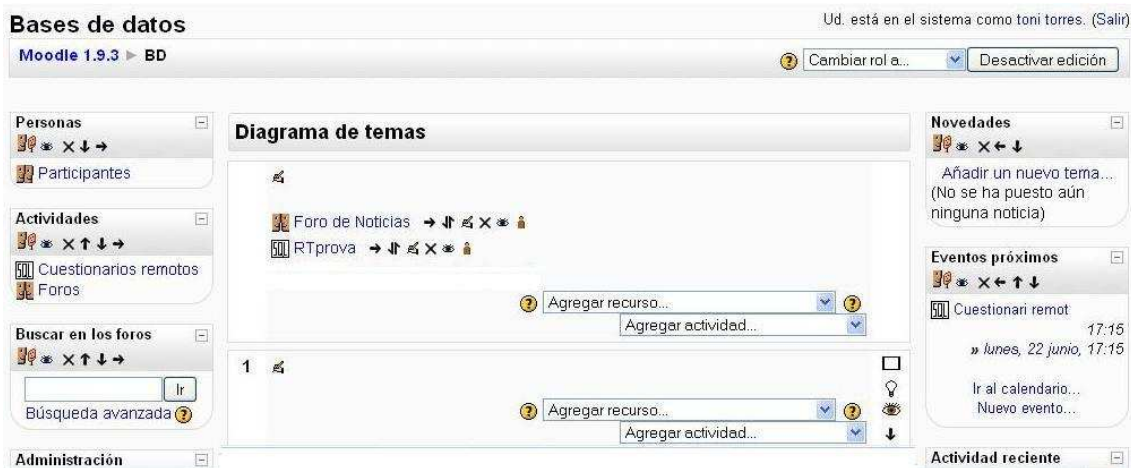 Bases de datos
Ud. está en el sistema como toni torres. (Salir)
Moodle 1.9.3 ► BD
Cambiar rol a...
Desactivar edición
Personas
Participantes
Actividades
Cuestionarios remotos
Foros
Buscar en los foros
Ir
Búsqueda avanzada
Administración
Diagrama de temas
Foro de Noticias
SQL RTprova
Agregar recurso...
Agregar actividad...
1
Agregar recurso...
Agregar actividad...
Novedades
Añadir un nuevo tema...
(No se ha puesto aún
ninguna noticia)
Eventos próximos
SQL Cuestionari remot
17:15
» lunes, 22 junio, 17:15
Ir al calendario...
Nuevo evento...
Actividad reciente